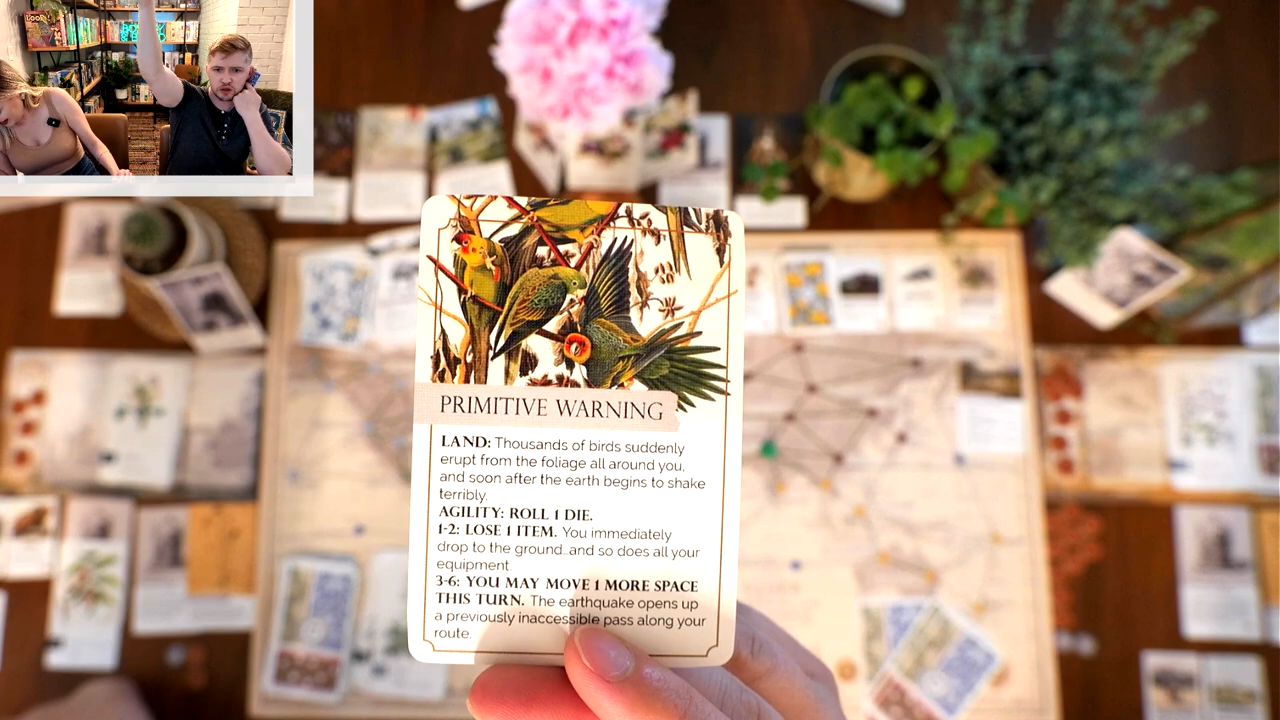 PRIMITIVE WARNING
LAND: Thousands of birds suddenly
erupt from the foliage all around you,
and soon after the earth begins to shake
terribly.
AGILITY: ROLL 1 DIE.
1-2: LOSE 1 ITEM. You immediately
drop to the ground...and so does all your
equipment.
3-6: YOU MAY MOVE 1 MORE SPACE
THIS TURN. The earthquake opens up
a previously inaccessible pass along your
route.